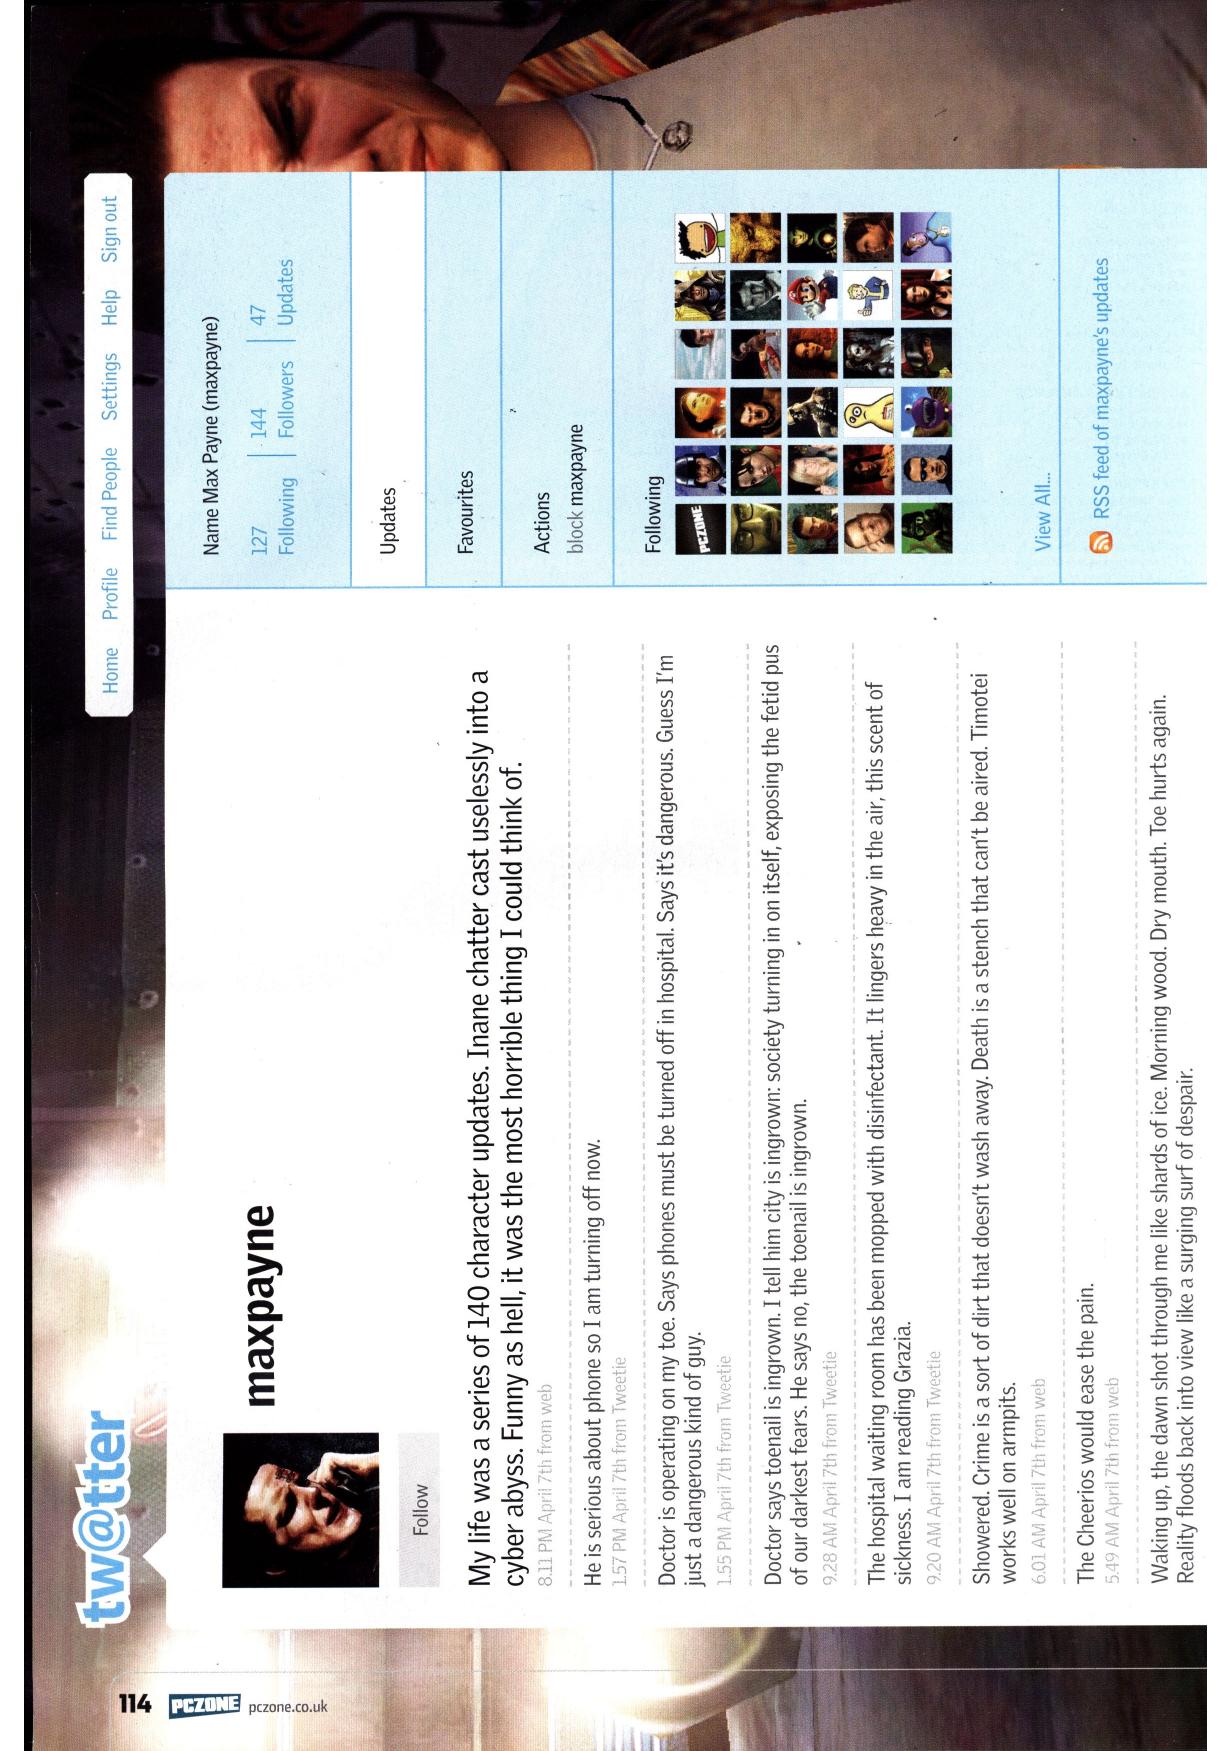 tw@tter
Home Profile Find People Settings Help Sign out
maxpayne
Follow
My life was a series of 140 character updates. Inane chatter cast uselessly into a
cyber abyss. Funny as hell, it was the most horrible thing I could think of.
8.11 PM April 7th from web
He is serious about phone so I am turning off now.
1.57 PM April 7th from Tweetie
Doctor is operating on my toe. Says phones must be turned off in hospital. Says it's dangerous. Guess I'm
just a dangerous kind of guy.
1.55 PM April 7th from Tweetie
Doctor says toenail is ingrown. I tell him city is ingrown: society turning in on itself, exposing the fetid pus
of our darkest fears. He says no, the toenail is ingrown.
9.28 AM April 7th from Tweetie
The hospital waiting room has been mopped with disinfectant. It lingers heavy in the air, this scent of
sickness. I am reading Grazia.
9.20 AM April 7th from Tweetie
Showered. Crime is a sort of dirt that doesn't wash away. Death is a stench that can't be aired. Timotei
works well on armpits.
6.01 AM April 7th from web
The Cheerios would ease the pain.
5.49 AM April 7th from web
Waking up, the dawn shot through me like shards of ice. Morning wood. Dry mouth. Toe hurts again.
Reality floods back into view like a surging surf of despair.
Name Max Payne (maxpayne)
127 144 47
Following Followers Updates
Updates
Favourites
Actions
block maxpayne
Following
PCZONE
View All...
RSS feed of maxpayne's updates
114 PCZONE pczone.co.uk